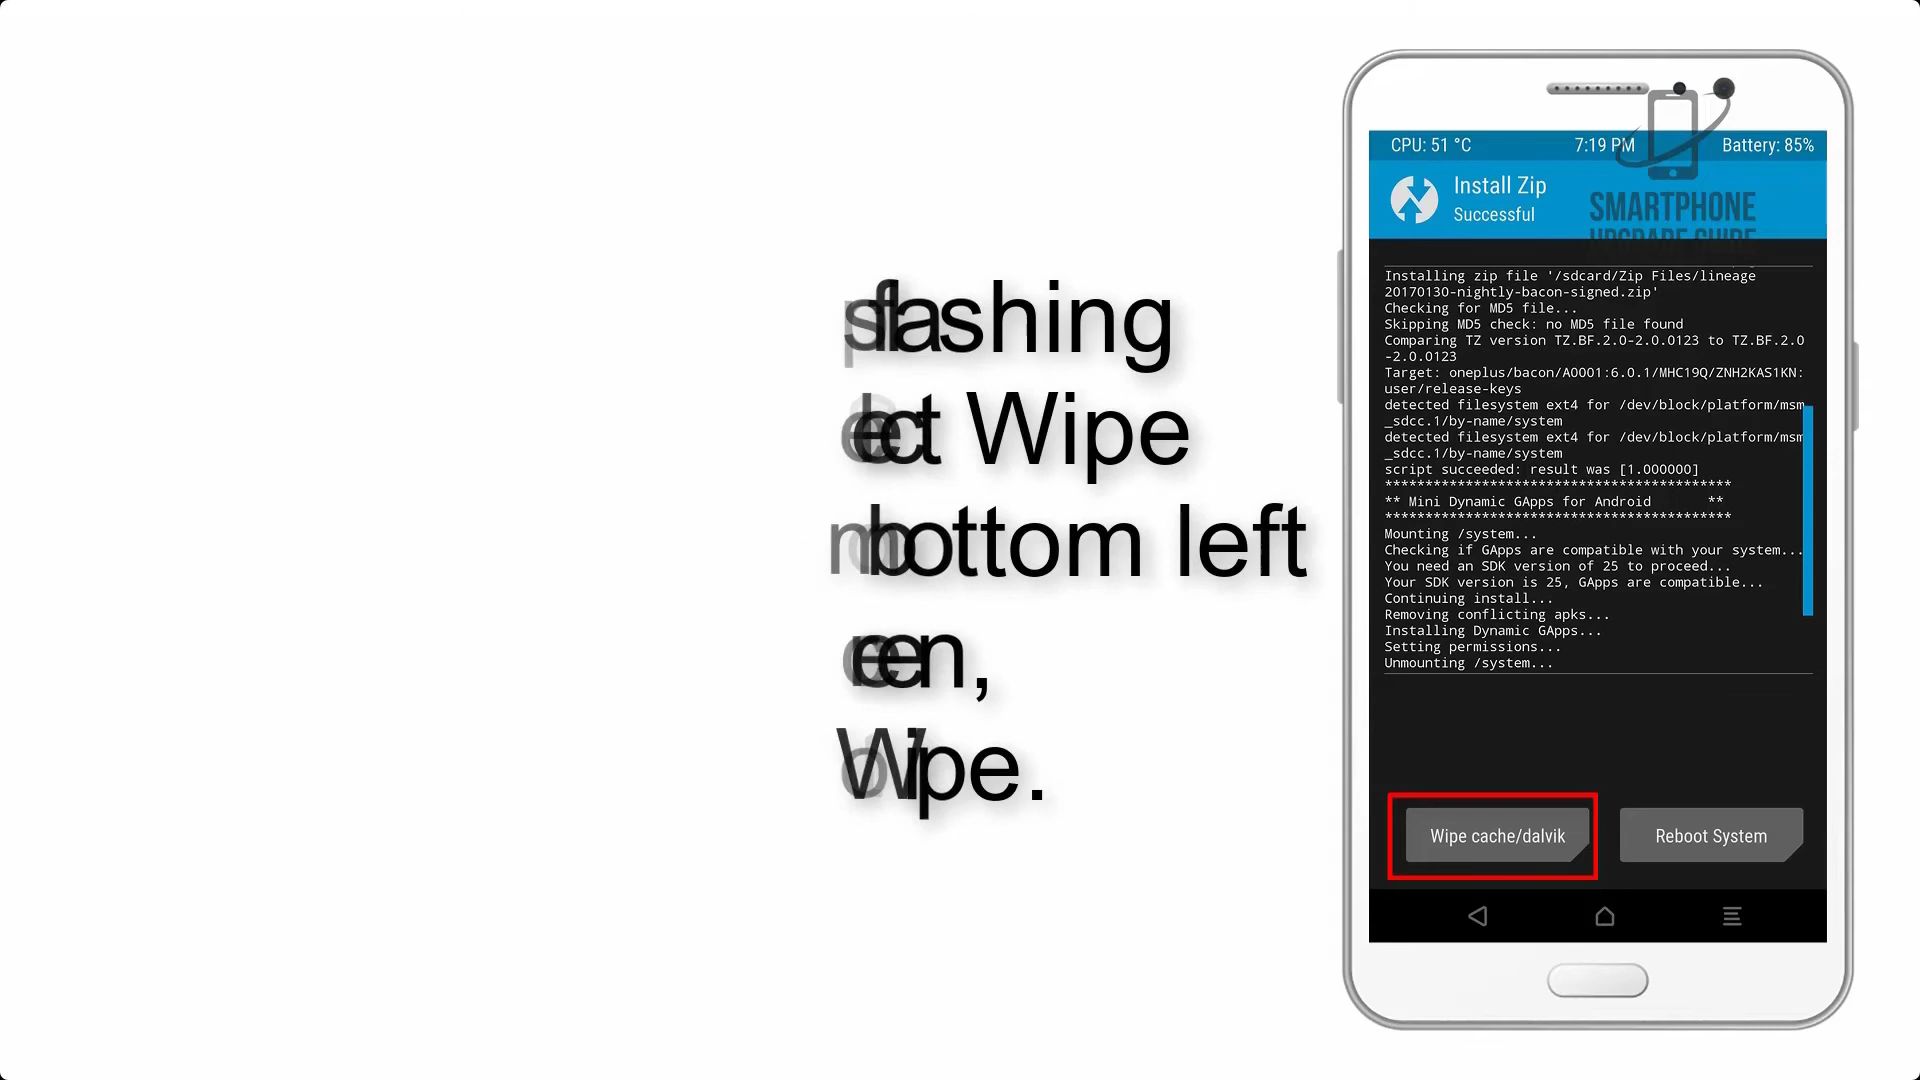 flashing
lect Wipe
bottom left
reen,
Wipe.
CPU: 51 °C
7:19 PM
Battery: 85%
Install Zip
Successful
SMARTPHONE
UPGRADE GUIDE
Installing zip file '/sdcard/Zip Files/lineage
20170130-nightly-bacon-signed.zip'
Checking for MD5 file...
Skipping MD5 check: no MD5 file found
Comparing TZ version TZ.BF.2.0-2.0.0123 to TZ.BF.2.0
-2.0.0123
Target: oneplus/bacon/A0001:6.0.1/MHC19Q/ZNH2KAS1KN:
user/release-keys
detected filesystem ext4 for /dev/block/platform/msm
_sdcc.1/by-name/system
detected filesystem ext4 for /dev/block/platform/msm
_sdcc.1/by-name/system
script succeeded: result was [1.000000]
*******************************************
** Mini Dynamic GApps for Android **
*******************************************
Mounting /system...
Checking if GApps are compatible with your system...
You need an SDK version of 25 to proceed...
Your SDK version is 25, GApps are compatible...
Continuing install...
Removing conflicting apks...
Installing Dynamic GApps...
Setting permissions...
Unmounting /system...
Wipe cache/dalvik
Reboot System